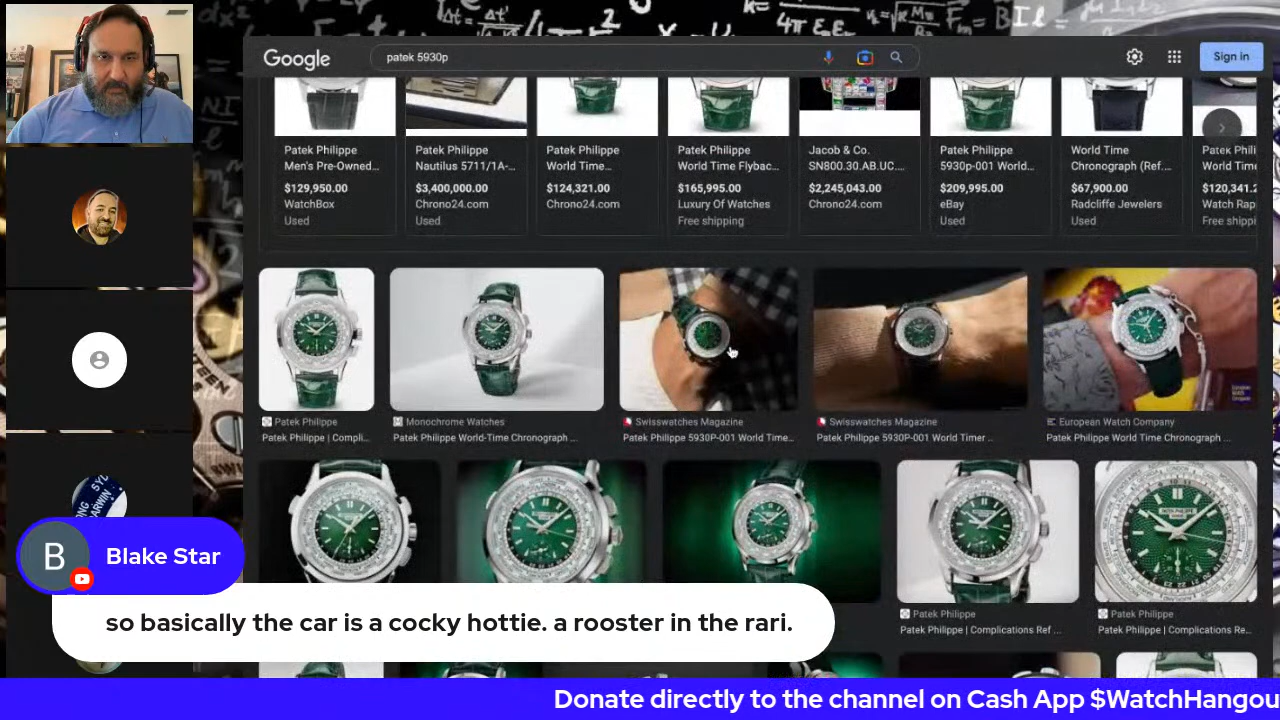 Google
patek 5930p
Sign in
Patek Philippe
Men's Pre-Owned...
$129,950.00
WatchBox
Used
Patek Philippe
Nautilus 5711/1A-...
$3,400,000.00
Chrono24.com
Used
Patek Philippe
World Time...
$124,321.00
Chrono24.com
Patek Philippe
World Time Flybac...
$165,995.00
Luxury Of Watches
Free shipping
Jacob & Co.
SN800.30.AB.UC...
$2,245,043.00
Chrono24.com
Patek Philippe
5930p-001 World...
$209,995.00
eBay
Used
World Time
Chronograph (Ref...
$67,900.00
Radcliffe Jewelers
Used
Patek Phili
World Time
$120,341.2
Watch Rap
Free shippi
Patek Philippe
Patek Philippe | Compli...
Monochrome Watches
Patek Philippe World-Time Chronograph ...
Swisswatches Magazine
Patek Philippe 5930P-001 World Time...
Swisswatches Magazine
Patek Philippe 5930P-001 World Timer ...
European Watch Company
Patek Philippe World Time Chronograph ...
Patek Philippe
Patek Philippe | Complications Ref ...
Patek Philippe
Patek Philippe | Complications Re...
B
Blake Star
so basically the car is a cocky hottie. a rooster in the rari.
Donate directly to the channel on Cash App $WatchHangou